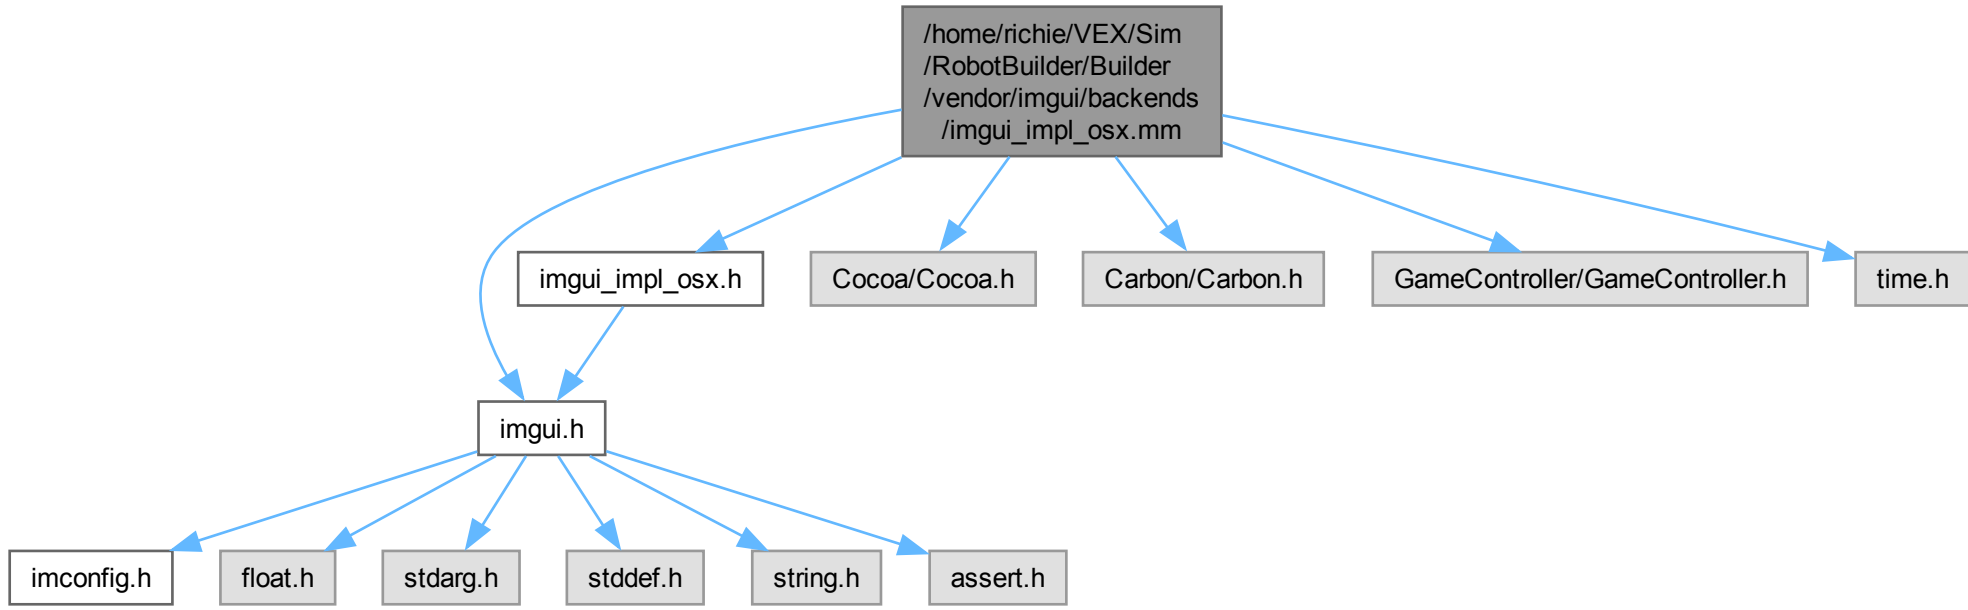 /home/richie/VEX/Sim
/RobotBuilder/Builder
/vendor/imgui/backends
/imgui_impl_osx.mm
imgui_impl_osx.h
Cocoa/Cocoa.h
Carbon/Carbon.h
GameController/GameController.h
time.h
imgui.h
imconfig.h
float.h
stdarg.h
stddef.h
string.h
assert.h